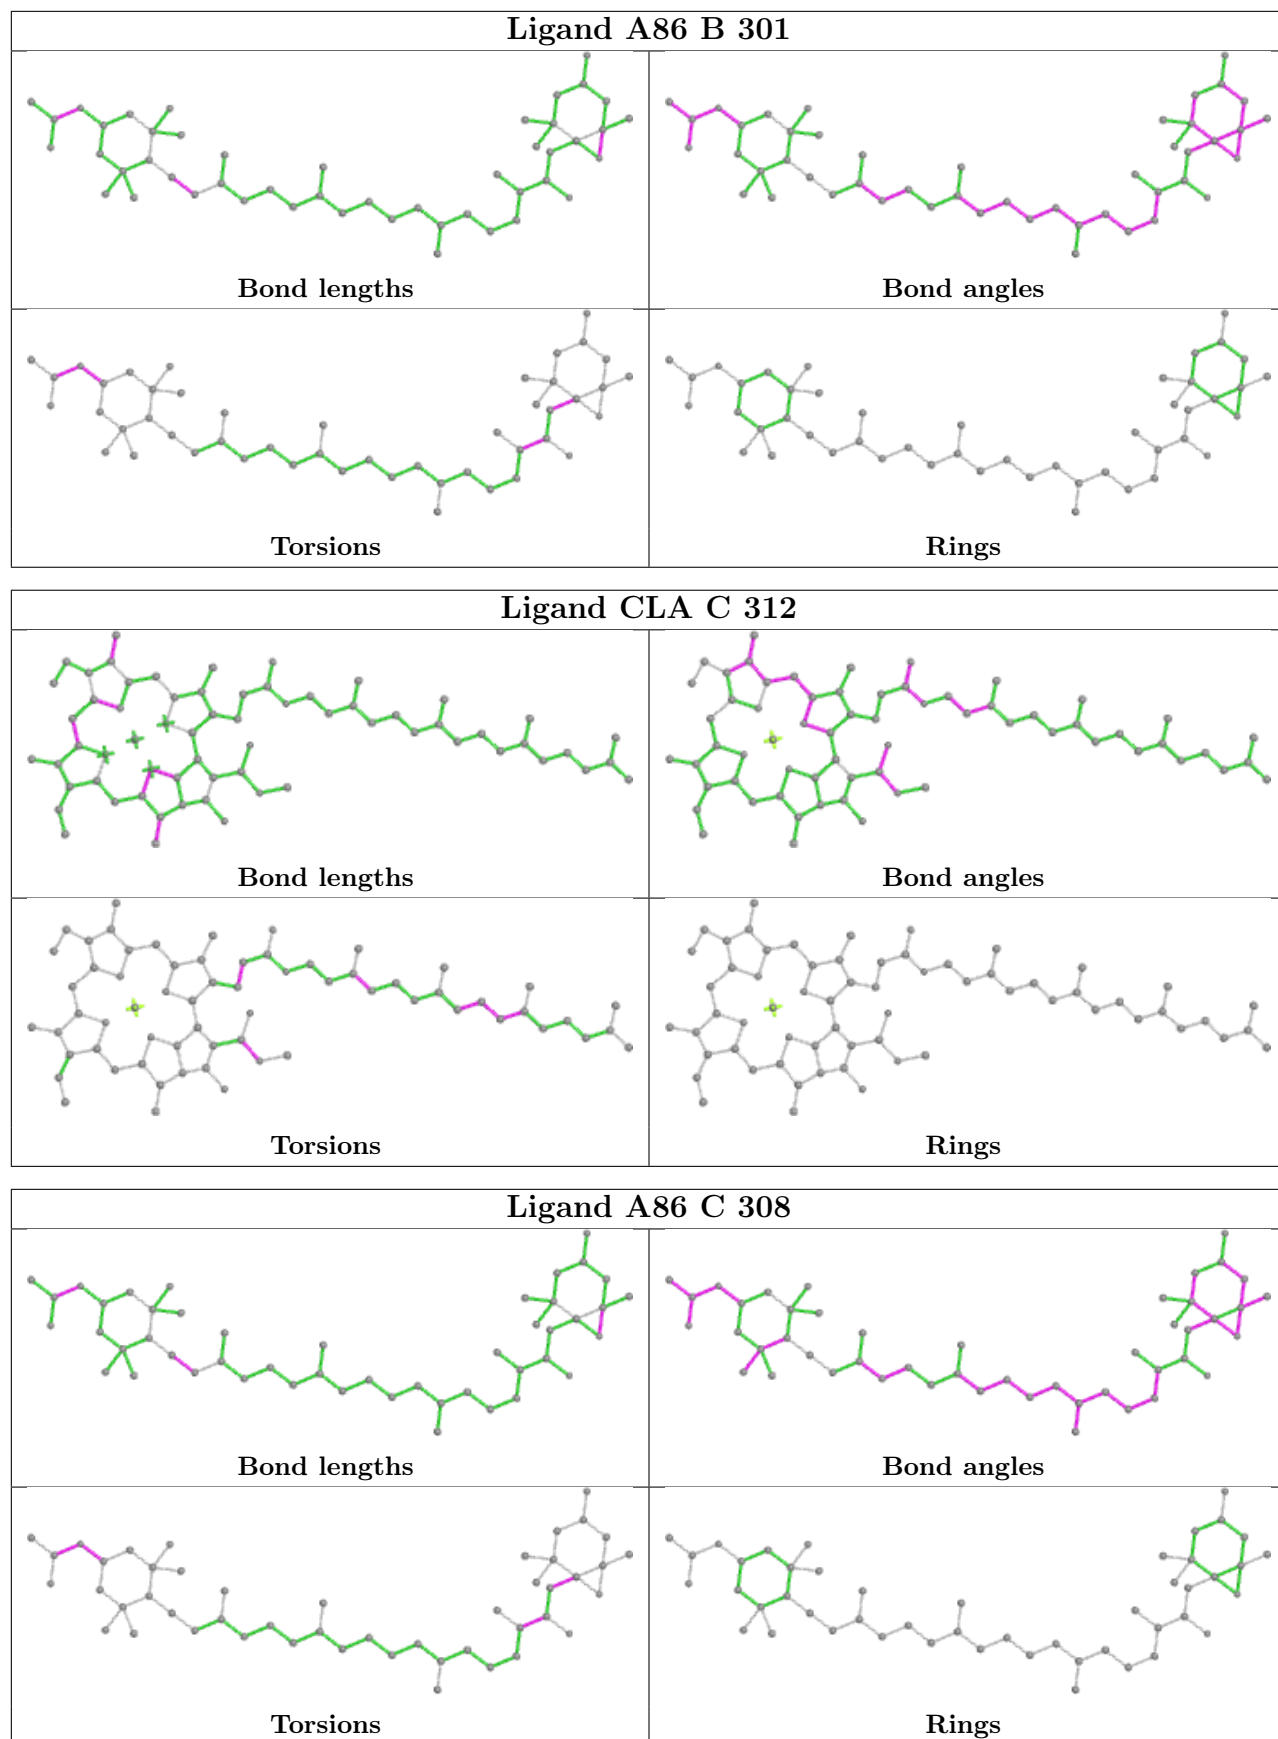 Ligand A86 B 301
Bond lengths
Bond angles
Torsions
Rings
Ligand CLA C 312
Bond lengths
Bond angles
Torsions
Rings
Ligand A86 C 308
Bond lengths
Bond angles
Torsions
Rings